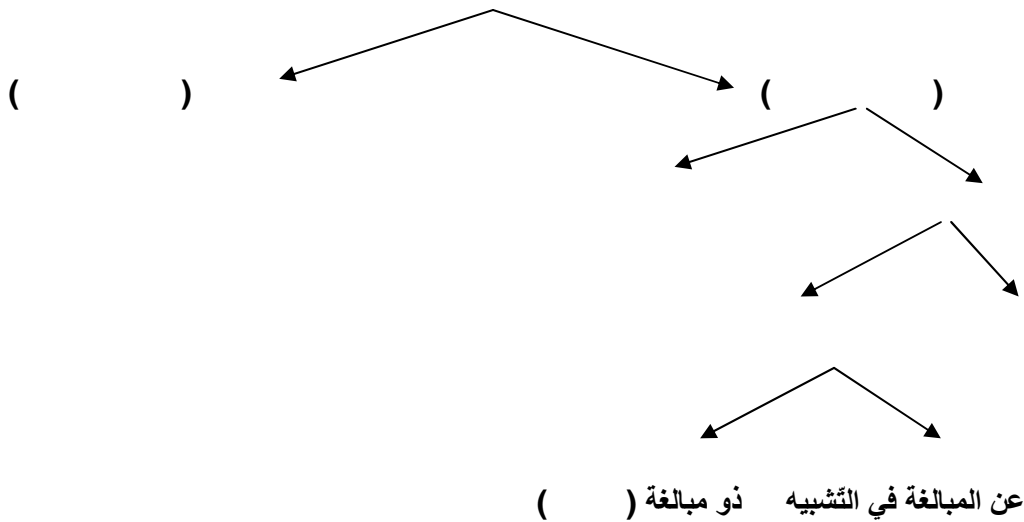 ( ) ( )
عن المبالغة في التّشبيه ذو مبالغة ( )